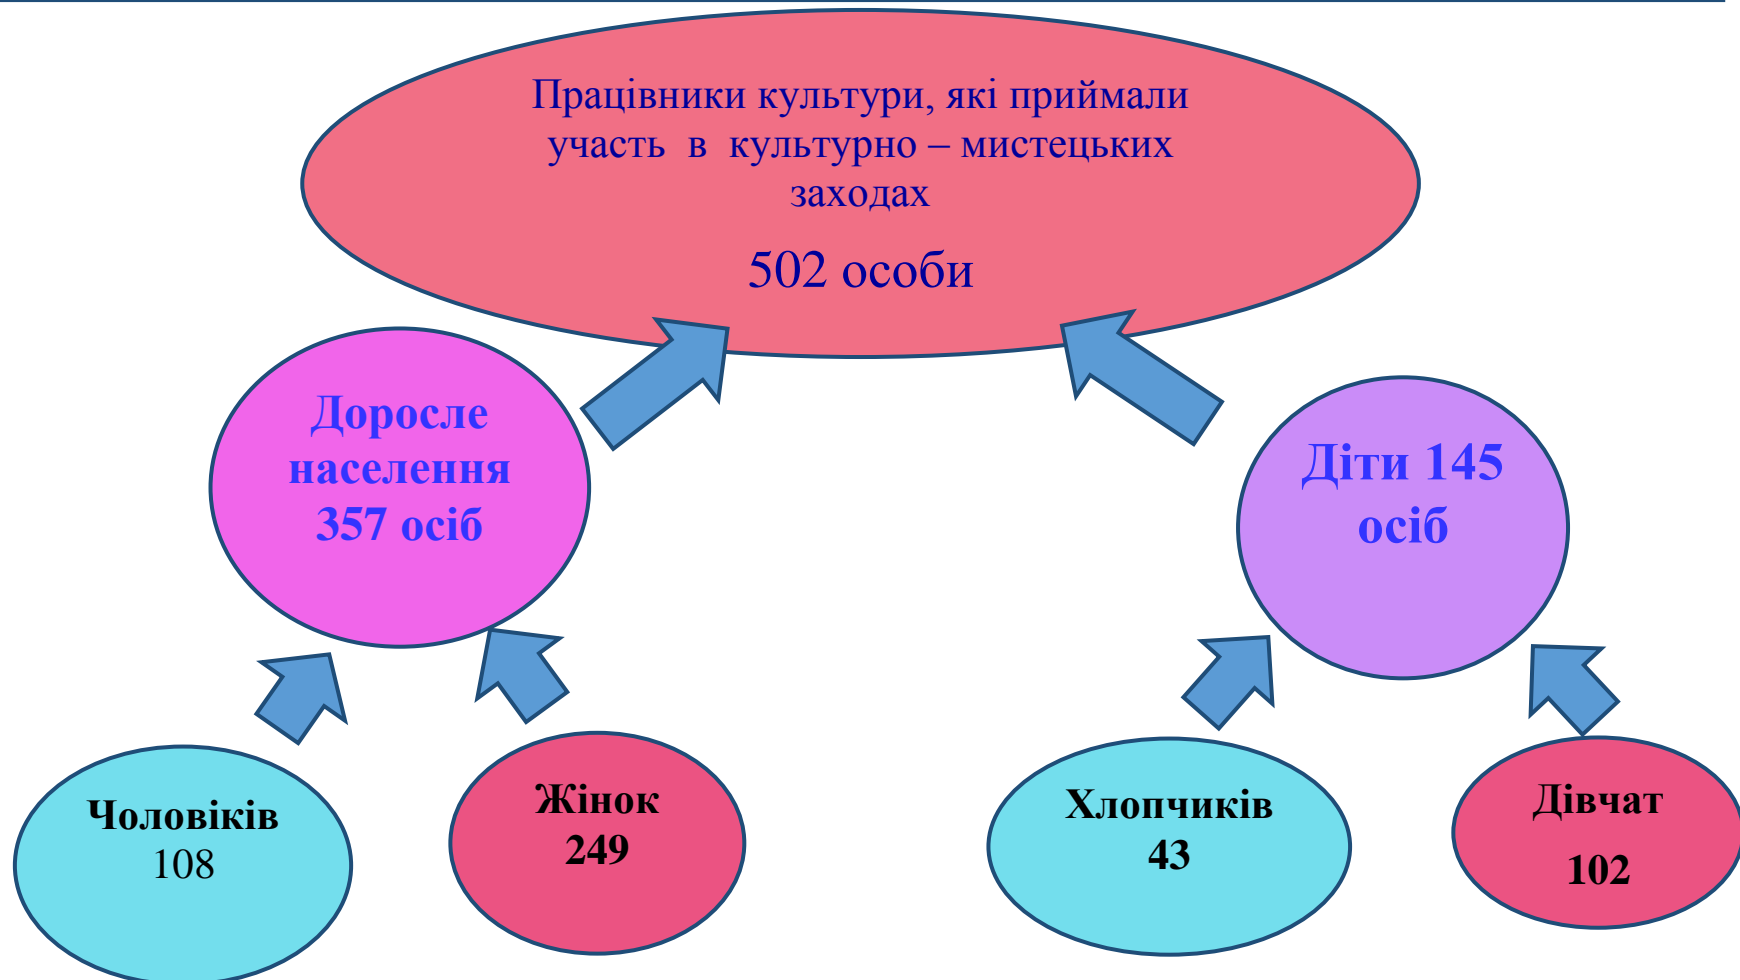 Працівники культури, які приймали
участь в культурно – мистецьких
заходах
502 особи
Доросле
населення
357 осіб
Діти 145
осіб
Чоловіків
108
Жінок
249
Хлопчиків
43
Дівчат
102